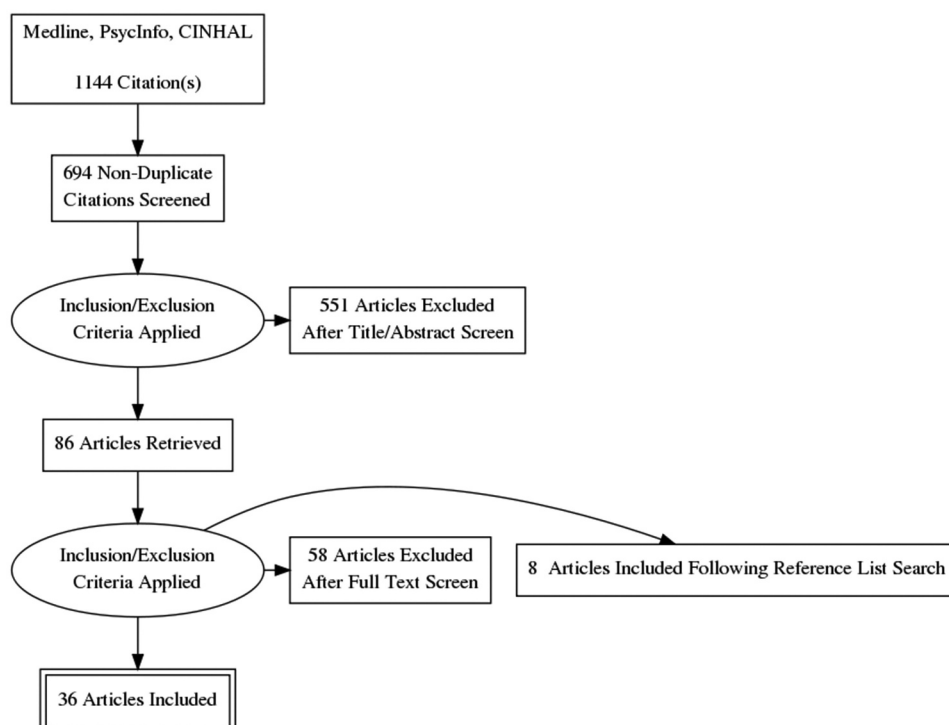 Medline, PsycInfo, CINHAL
1144 Citation(s)
694 Non-Duplicate
Citations Screened
Inclusion/Exclusion
Criteria Applied
551 Articles Excluded
After Title/Abstract Screen
86 Articles Retrieved
Inclusion/Exclusion
Criteria Applied
58 Articles Excluded
After Full Text Screen
8 Articles Included Following Reference List Search
36 Articles Included